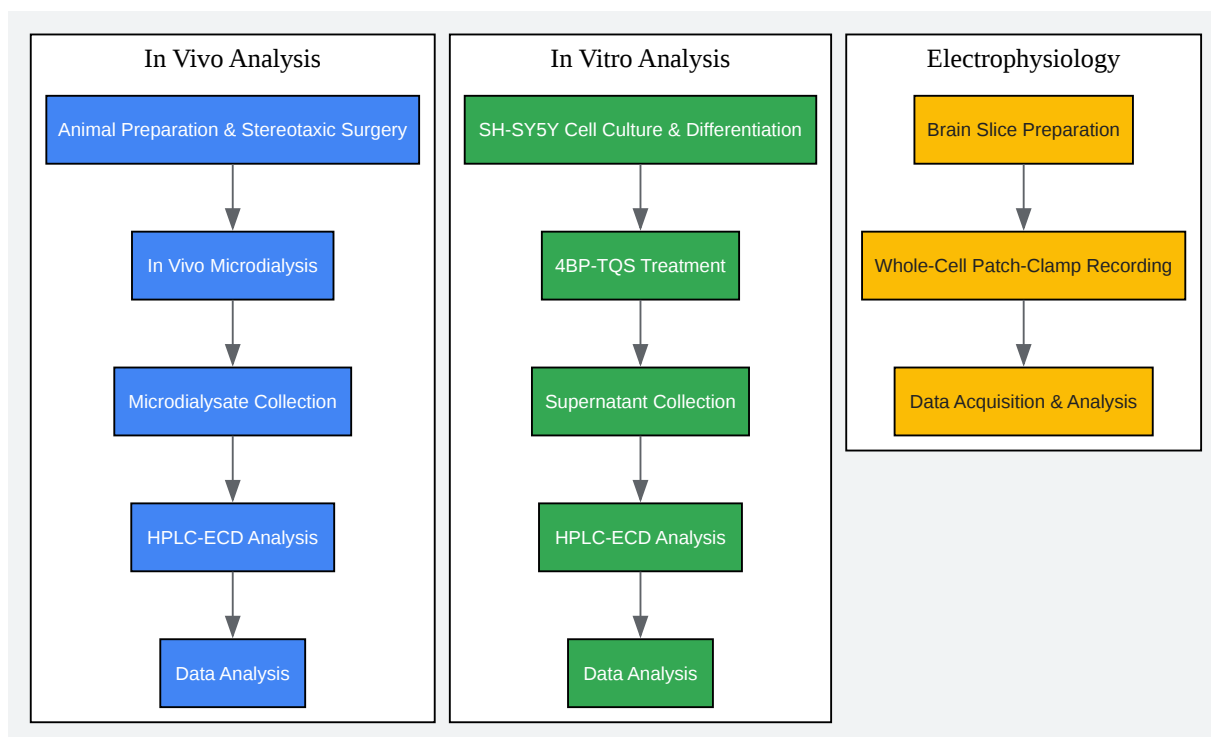 In Vivo Analysis
Animal Preparation & Stereotaxic Surgery
In Vivo Microdialysis
Microdialysate Collection
HPLC-ECD Analysis
Data Analysis
In Vitro Analysis
SH-SY5Y Cell Culture & Differentiation
4BP-TQS Treatment
Supernatant Collection
HPLC-ECD Analysis
Data Analysis
Electrophysiology
Brain Slice Preparation
Whole-Cell Patch-Clamp Recording
Data Acquisition & Analysis